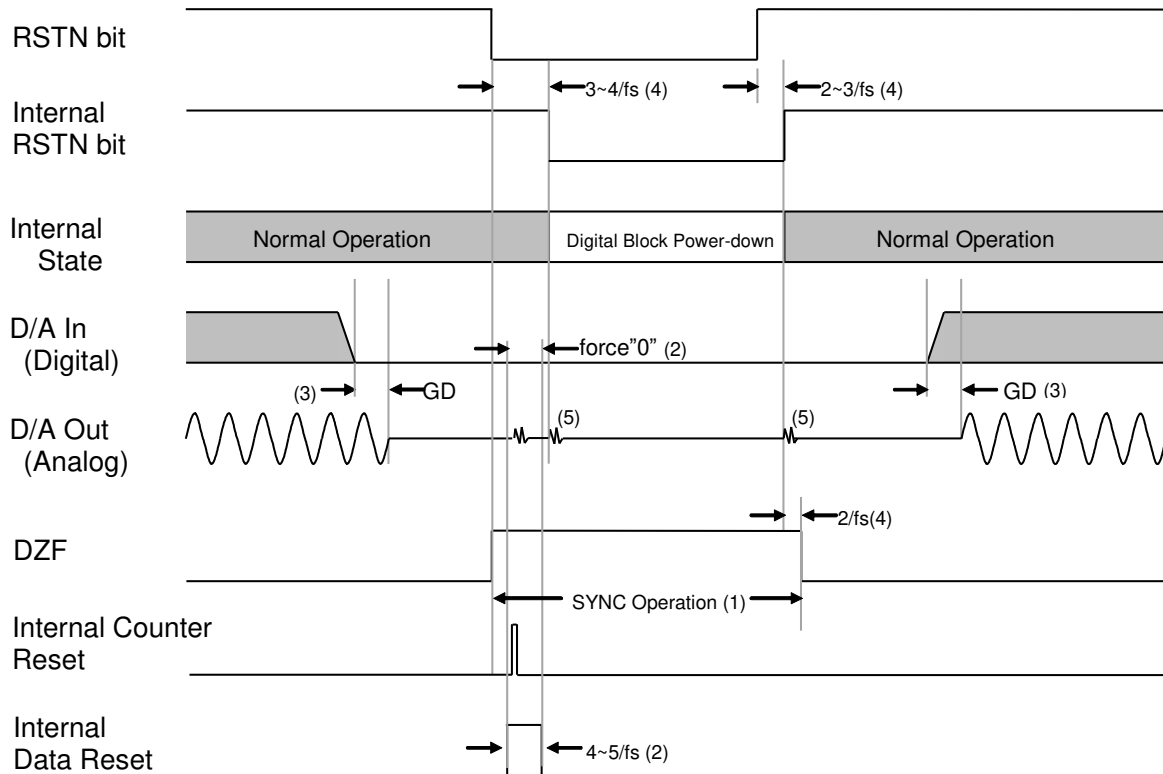 RSTN bit
3~4/fs (4)
2~3/fs (4)
Internal
RSTN bit
Internal
State
Normal Operation
Digital Block Power-down
Normal Operation
D/A In
(Digital)
force”0” (2)
(3)
GD
GD (3)
D/A Out
(Analog)
(5)
(5)
2/fs(4)
DZF
SYNC Operation (1)
Internal Counter
Reset
Internal
Data Reset
4~5/fs (2)